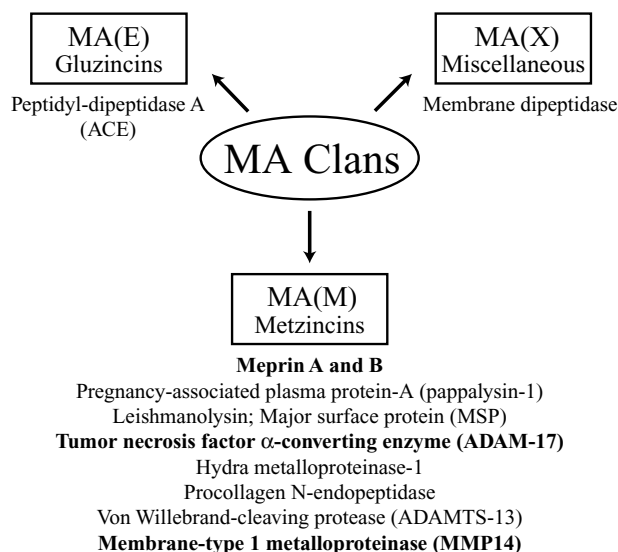 MA(E)
Gluzincins
Peptidyl-dipeptidase A
(ACE)
MA(X)
Miscellaneous
Membrane dipeptidase
MA Clans
MA(M)
Metzincins
Meprin A and B
Pregnancy-associated plasma protein-A (pappalysin-1)
Leishmanolysin; Major surface protein (MSP)
Tumor necrosis factor α-converting enzyme (ADAM-17)
Hydra metalloproteinase-1
Procollagen N-endopeptidase
Von Willebrand-cleaving protease (ADAMTS-13)
Membrane-type 1 metalloproteinase (MMP14)